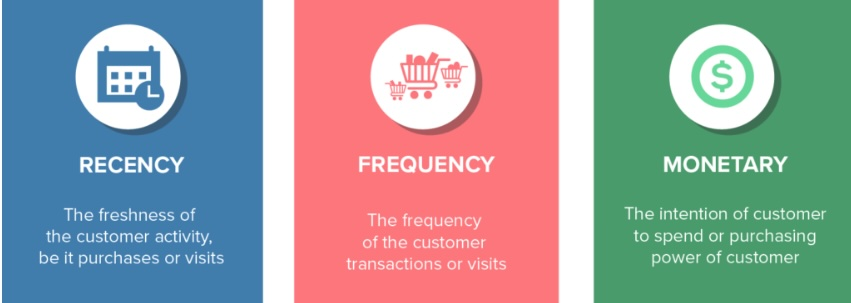 RECENCY
The freshness of
the customer activity,
be it purchases or visits
FREQUENCY
The frequency
of the customer
transactions or visits
$
MONETARY
The intention of customer
to spend or purchasing
power of customer